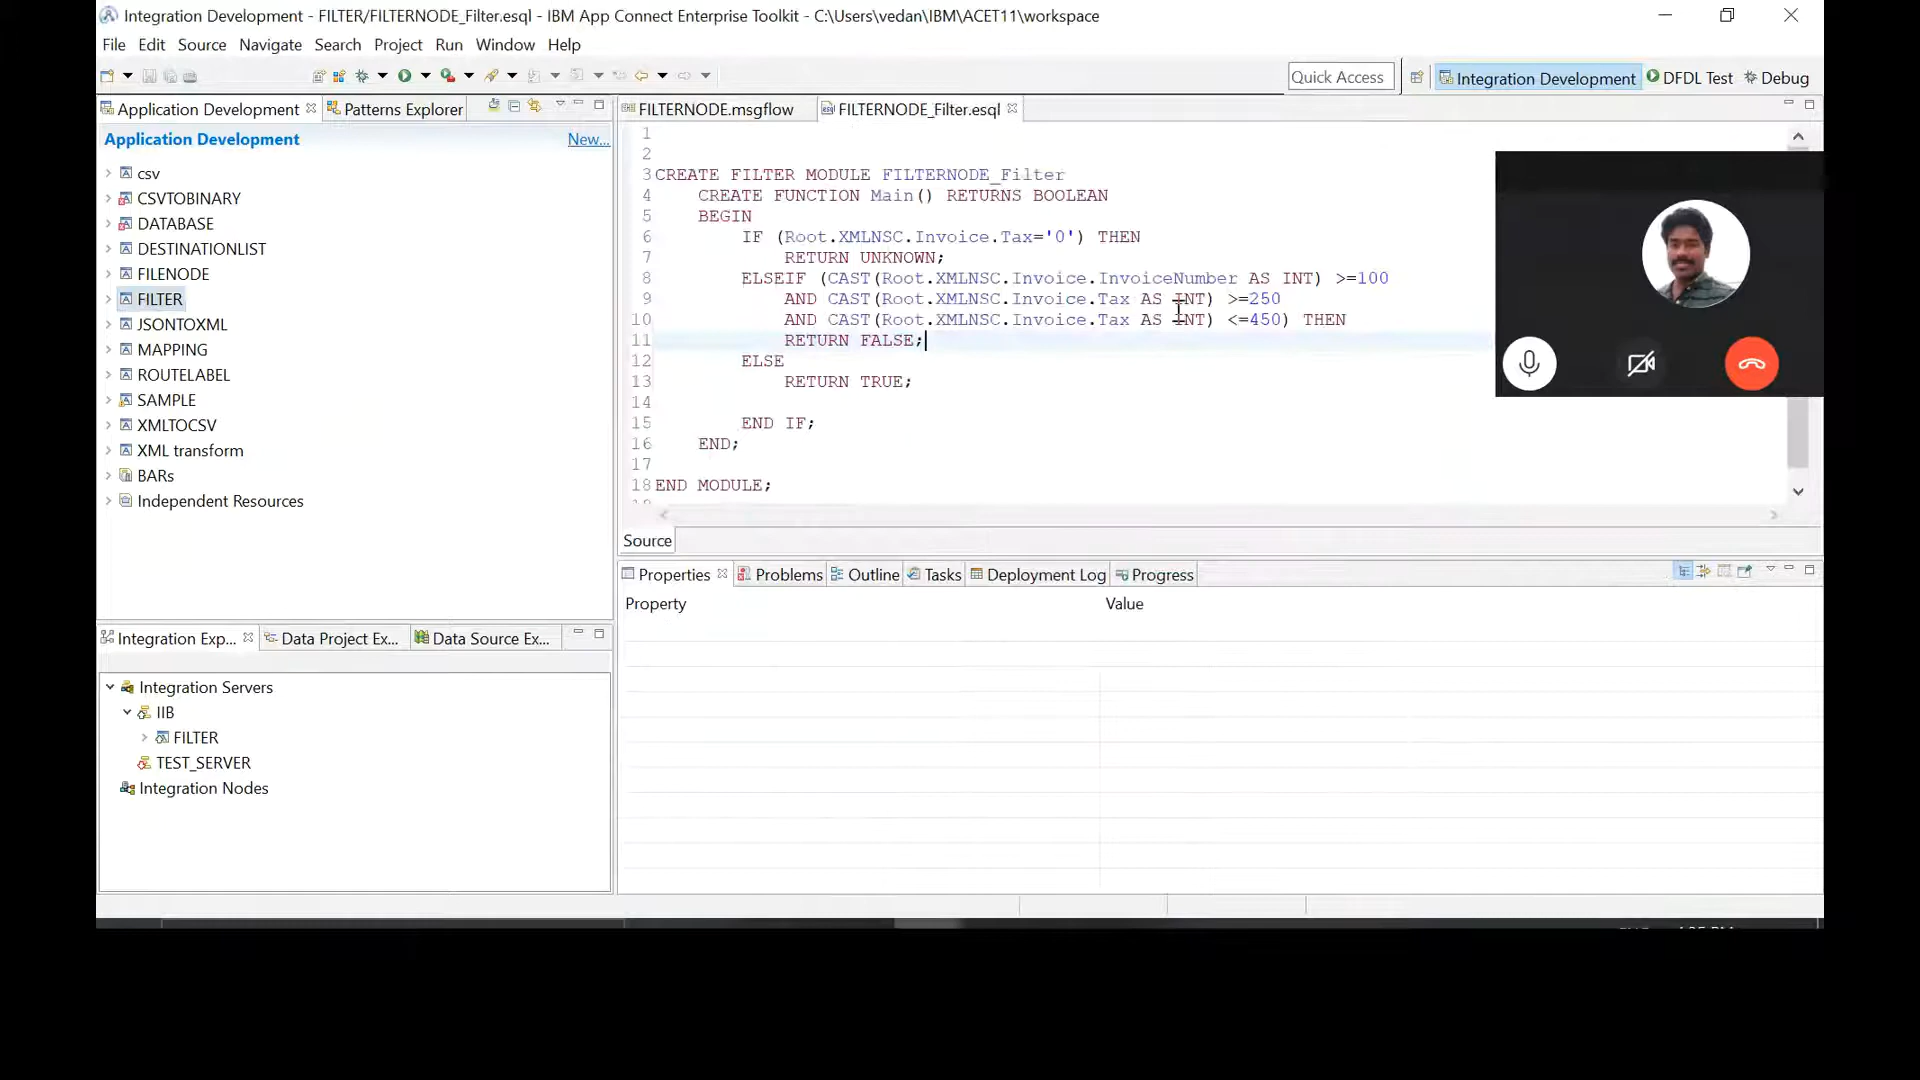 Integration Development - FILTER/FILTERNODE_Filter.esql - IBM App Connect Enterprise Toolkit - C:\Users\vedan\IBM\ACET11\workspace
File Edit Source Navigate Search Project Run Window Help
Quick Access Integration Development DFDL Test Debug
Application Development Patterns Explorer
Application Development New...
csv
CSVTOBINARY
DATABASE
DESTINATIONLIST
FILENODE
FILTER
JSONTOXML
MAPPING
ROUTELABEL
SAMPLE
XMLTOCSV
XML transform
BARs
Independent Resources
Integration Exp... Data Project Ex... Data Source Ex...
Integration Servers
IIB
FILTER
TEST_SERVER
Integration Nodes
FILTERNODE.msgflow FILTERNODE_Filter.esql
1
2
3 CREATE FILTER MODULE FILTERNODE_Filter
4 CREATE FUNCTION Main() RETURNS BOOLEAN
5 BEGIN
6 IF (Root.XMLNSC.Invoice.Tax='0') THEN
7 RETURN UNKNOWN;
8 ELSEIF (CAST(Root.XMLNSC.Invoice.InvoiceNumber AS INT) >=100
9 AND CAST(Root.XMLNSC.Invoice.Tax AS INT) >=250
10 AND CAST(Root.XMLNSC.Invoice.Tax AS INT) <=450) THEN
11 RETURN FALSE;
12 ELSE
13 RETURN TRUE;
14
15 END IF;
16 END;
17
18 END MODULE;
Source
Properties Problems Outline Tasks Deployment Log Progress
Property Value